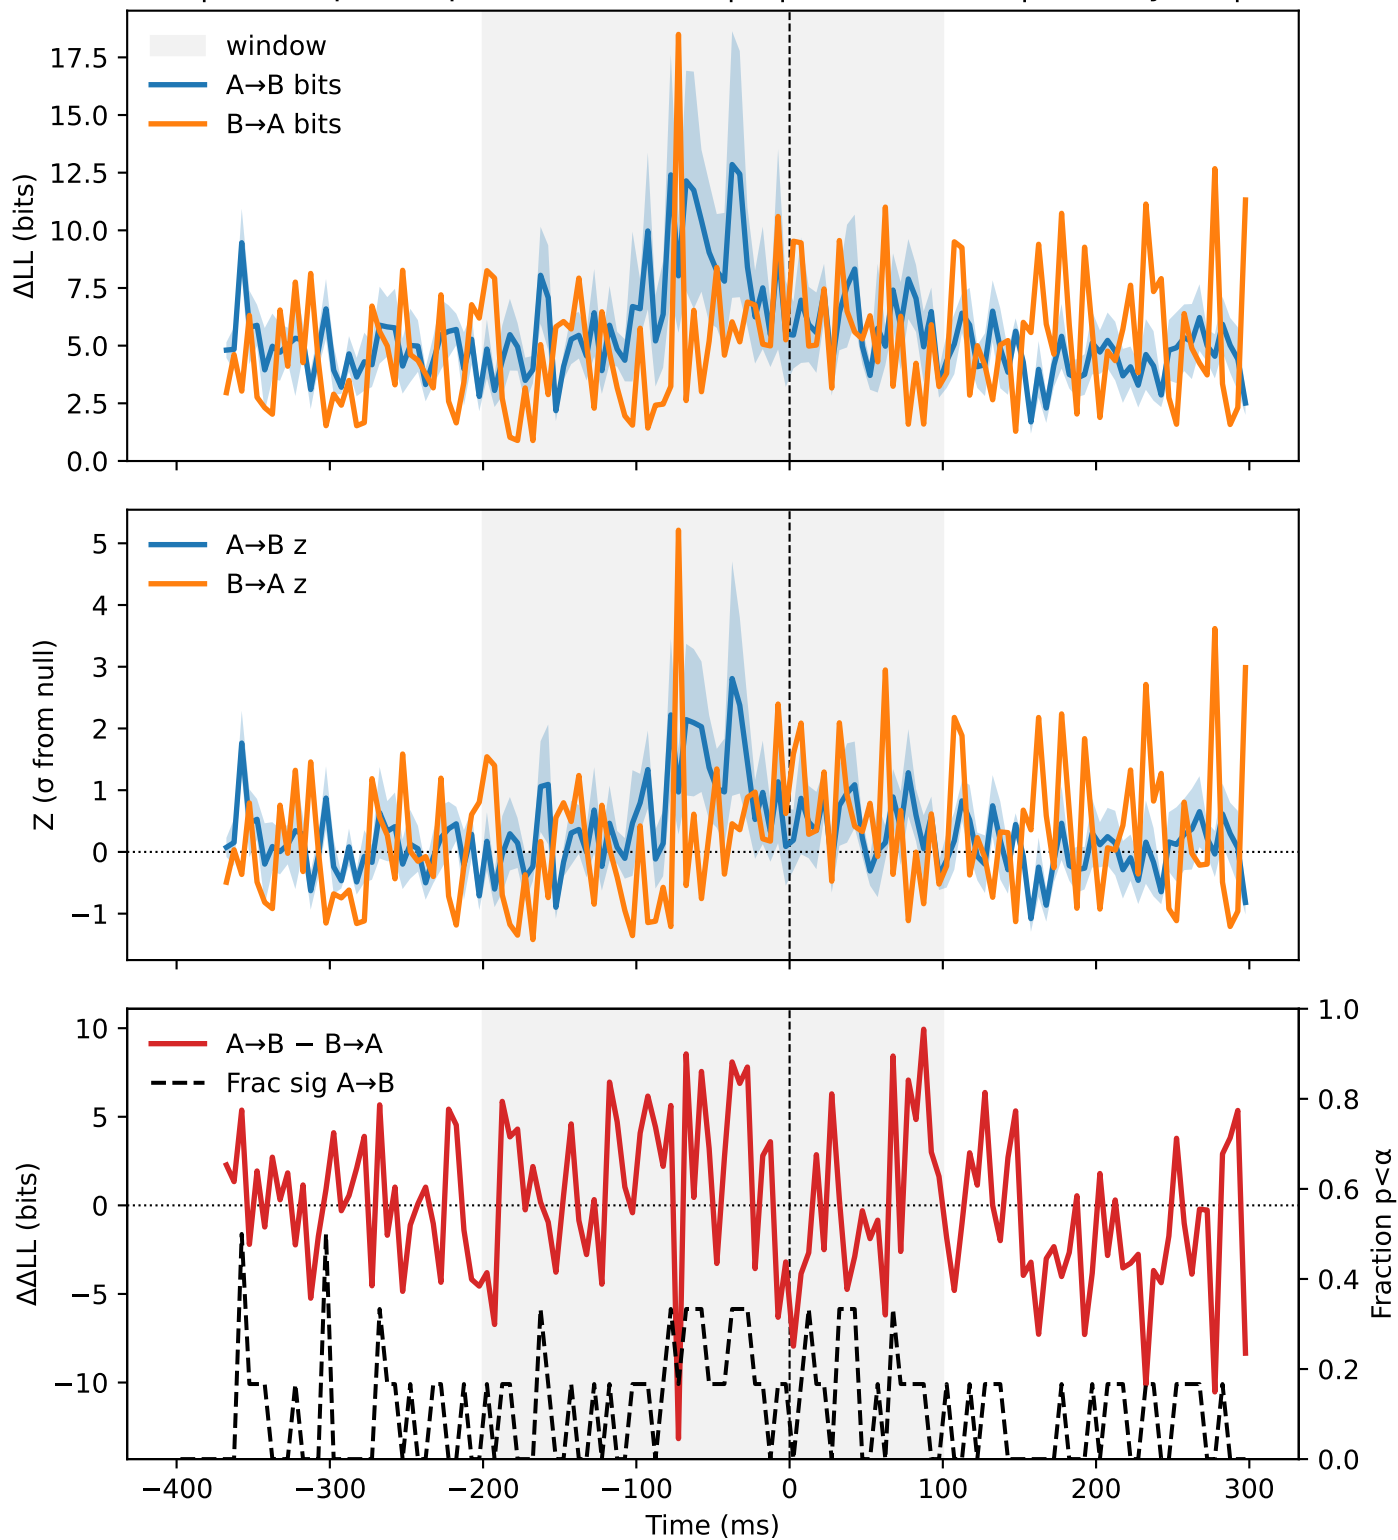 window
A→B bits
B→A bits
ΔLL (bits)
17.5
15.0
12.5
10.0
7.5
5.0
2.5
0.0
A→B z
B→A z
Z (σ from null)
5
4
3
2
1
0
−1
A→B − B→A
Frac sig A→B
ΔΔLL (bits)
10
5
0
−5
−10
1.0
0.8
0.6
0.4
0.2
0.0
Fraction p<α
−400 −300 −200 −100 0 100 200 300
Time (ms)